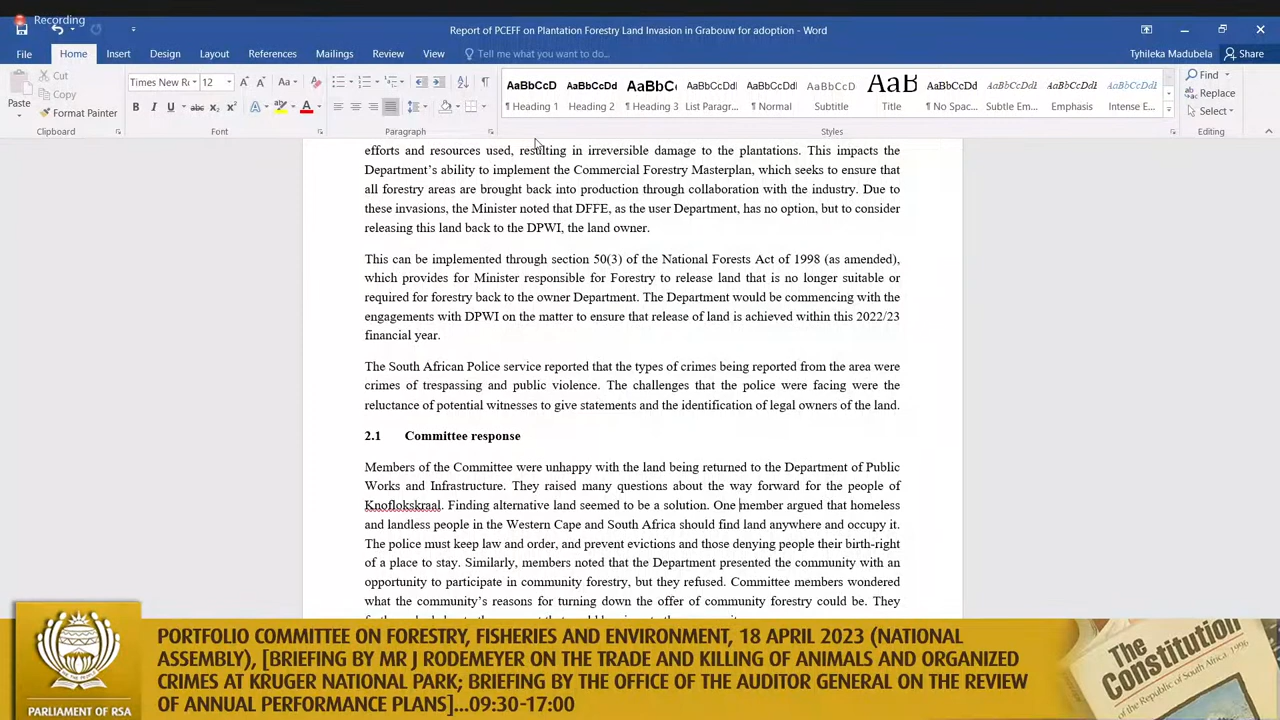 Recording
Report of PCEFF on Plantation Forestry Land Invasion in Grabouw for adoption - Word
File Home Insert Design Layout References Mailings Review View Tell me what you want to do... Tyhileka Madubela Share
Paste Cut Copy Format Painter
Clipboard
Times New R 12
Font
Paragraph
AaBbCcD AaBbCcD AaBbCc AaBbCcDd AaBbCcDd AaBbCcD AaB AaBbCcDd AaBbCcDd AaBbCcDd AaBbCcDd
¶ Heading 1 ¶ Heading 2 ¶ Heading 3 List Paragr... ¶ Normal Subtitle Title ¶ No Spac... Subtle Em... Emphasis Intense E...
Styles
Find
Replace
Select
Editing
efforts and resources used, resulting in irreversible damage to the plantations. This impacts the
Department's ability to implement the Commercial Forestry Masterplan, which seeks to ensure that
all forestry areas are brought back into production through collaboration with the industry. Due to
these invasions, the Minister noted that DFFE, as the user Department, has no option, but to consider
releasing this land back to the DPWI, the land owner.
This can be implemented through section 50(3) of the National Forests Act of 1998 (as amended),
which provides for Minister responsible for Forestry to release land that is no longer suitable or
required for forestry back to the owner Department. The Department would be commencing with the
engagements with DPWI on the matter to ensure that release of land is achieved within this 2022/23
financial year.
The South African Police service reported that the types of crimes being reported from the area were
crimes of trespassing and public violence. The challenges that the police were facing were the
reluctance of potential witnesses to give statements and the identification of legal owners of the land.
2.1 Committee response
Members of the Committee were unhappy with the land being returned to the Department of Public
Works and Infrastructure. They raised many questions about the way forward for the people of
Knoflokskraal. Finding alternative land seemed to be a solution. One member argued that homeless
and landless people in the Western Cape and South Africa should find land anywhere and occupy it.
The police must keep law and order, and prevent evictions and those denying people their birth-right
of a place to stay. Similarly, members noted that the Department presented the community with an
opportunity to participate in community forestry, but they refused. Committee members wondered
what the community's reasons for turning down the offer of community forestry could be. They
PORTFOLIO COMMITTEE ON FORESTRY, FISHERIES AND ENVIRONMENT, 18 APRIL 2023 (NATIONAL
ASSEMBLY), [BRIEFING BY MR J RODEMEYER ON THE TRADE AND KILLING OF ANIMALS AND ORGANIZED
CRIMES AT KRUGER NATIONAL PARK; BRIEFING BY THE OFFICE OF THE AUDITOR GENERAL ON THE REVIEW
OF ANNUAL PERFORMANCE PLANS]...09:30-17:00
PARLIAMENT OF RSA
The
Constitution
of the Republic of South Africa, 1996